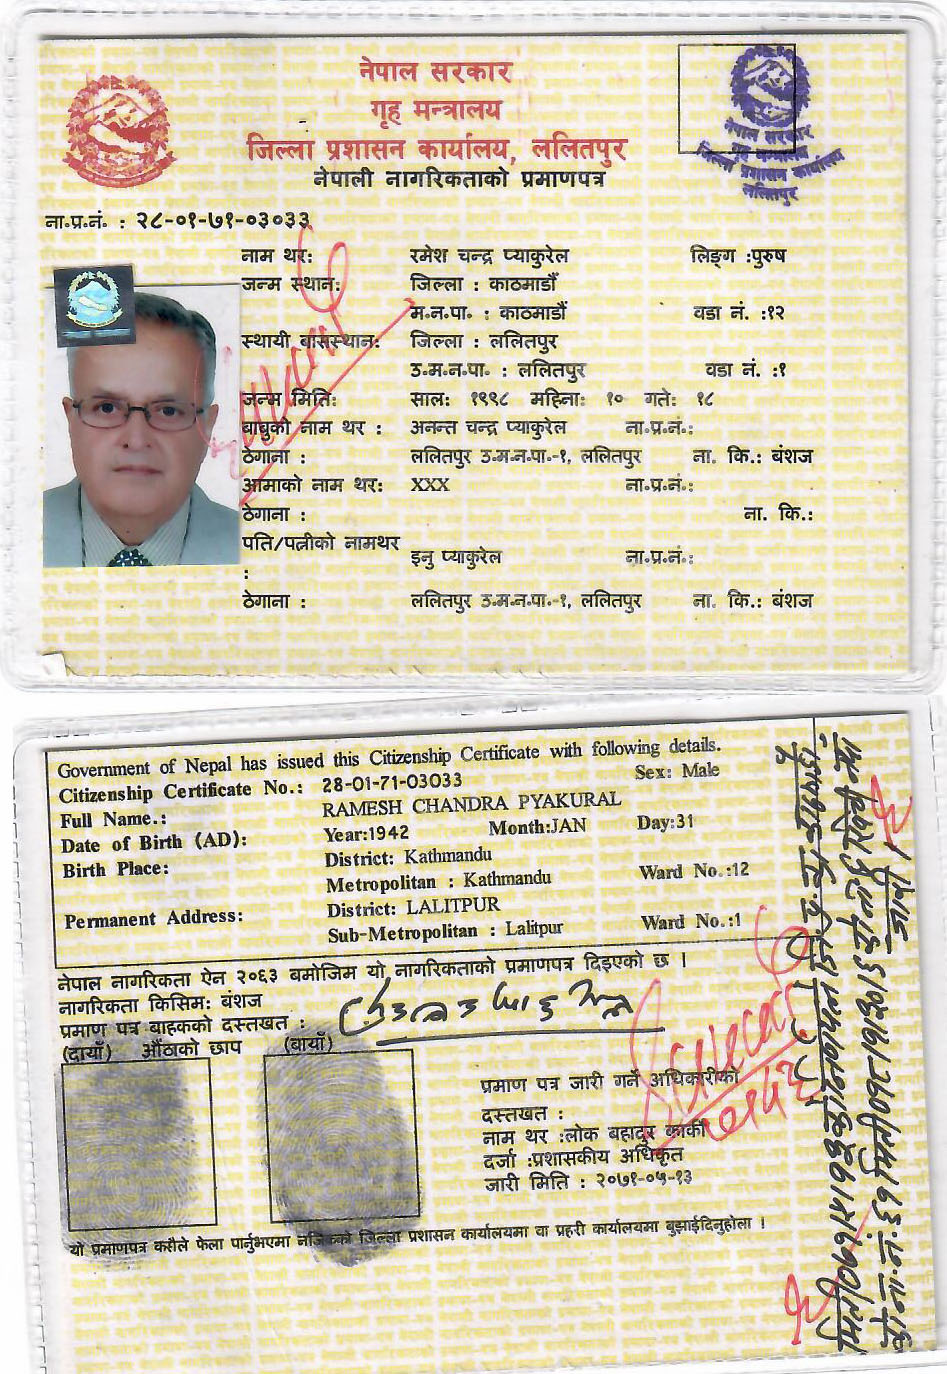 नेपाल सरकार
गृह मन्त्रालय
जिल्ला प्रशासन कार्यालय, ललितपुर
नेपाली नागरिकताको प्रमाणपत्र
नेपाल सरकार
गृह मन्त्रालय
जिल्ला प्रशासन कार्यालय
ललितपुर
ना॰प्र॰नं॰ : २८-०१-७१-०३०३३
नाम थर: रमेश चन्द्र प्याकुरेल लिङ्ग :पुरुष
जन्म स्थान: जिल्ला : काठमाडौं
म॰न॰पा॰ : काठमाडौं वडा नं॰ :१२
स्थायी बासस्थान: जिल्ला : ललितपुर
उ॰म॰न॰पा॰ : ललितपुर वडा नं॰ :१
जन्म मिति: साल: १९९८ महिना: १० गते: १८
बाबुको नाम थर : अनन्त चन्द्र प्याकुरेल ना॰प्र॰नं॰:
ठेगाना : ललितपुर उ॰म॰न॰पा॰-१, ललितपुर ना. कि.: बंशज
आमाको नाम थर: XXX ना॰प्र॰नं॰:
ठेगाना : ना. कि.:
पति/पत्नीको नामथर : इनु प्याकुरेल ना॰प्र॰नं॰:
ठेगाना : ललितपुर उ॰म॰न॰पा॰-१, ललितपुर ना. कि.: बंशज
Government of Nepal has issued this Citizenship Certificate with following details.
Citizenship Certificate No.: 28-01-71-03033 Sex: Male
Full Name.: RAMESH CHANDRA PYAKURAL
Date of Birth (AD): Year:1942 Month:JAN Day:31
Birth Place: District: Kathmandu
Metropolitan : Kathmandu Ward No.:12
Permanent Address: District: LALITPUR
Sub-Metropolitan : Lalitpur Ward No.:1
नेपाल नागरिकता ऐन २०६३ बमोजिम यो नागरिकताको प्रमाणपत्र दिइएको छ ।
नागरिकता किसिम: बंशज
प्रमाण पत्र बाहकको दस्तखत :
(दायाँ) औंठाको छाप (बायाँ)
प्रमाण पत्र जारी गर्ने अधिकारीको
दस्तखत :
नाम थर :लोक बहादुर कार्की
दर्जा :प्रशासकीय अधिकृत
जारी मिति : २०७१-०५-१३
यो प्रमाणपत्र कसैले फेला पार्नुभएमा नजिकको जिल्ला प्रशासन कार्यालयमा वा प्रहरी कार्यालयमा बुझाईदिनुहोला ।